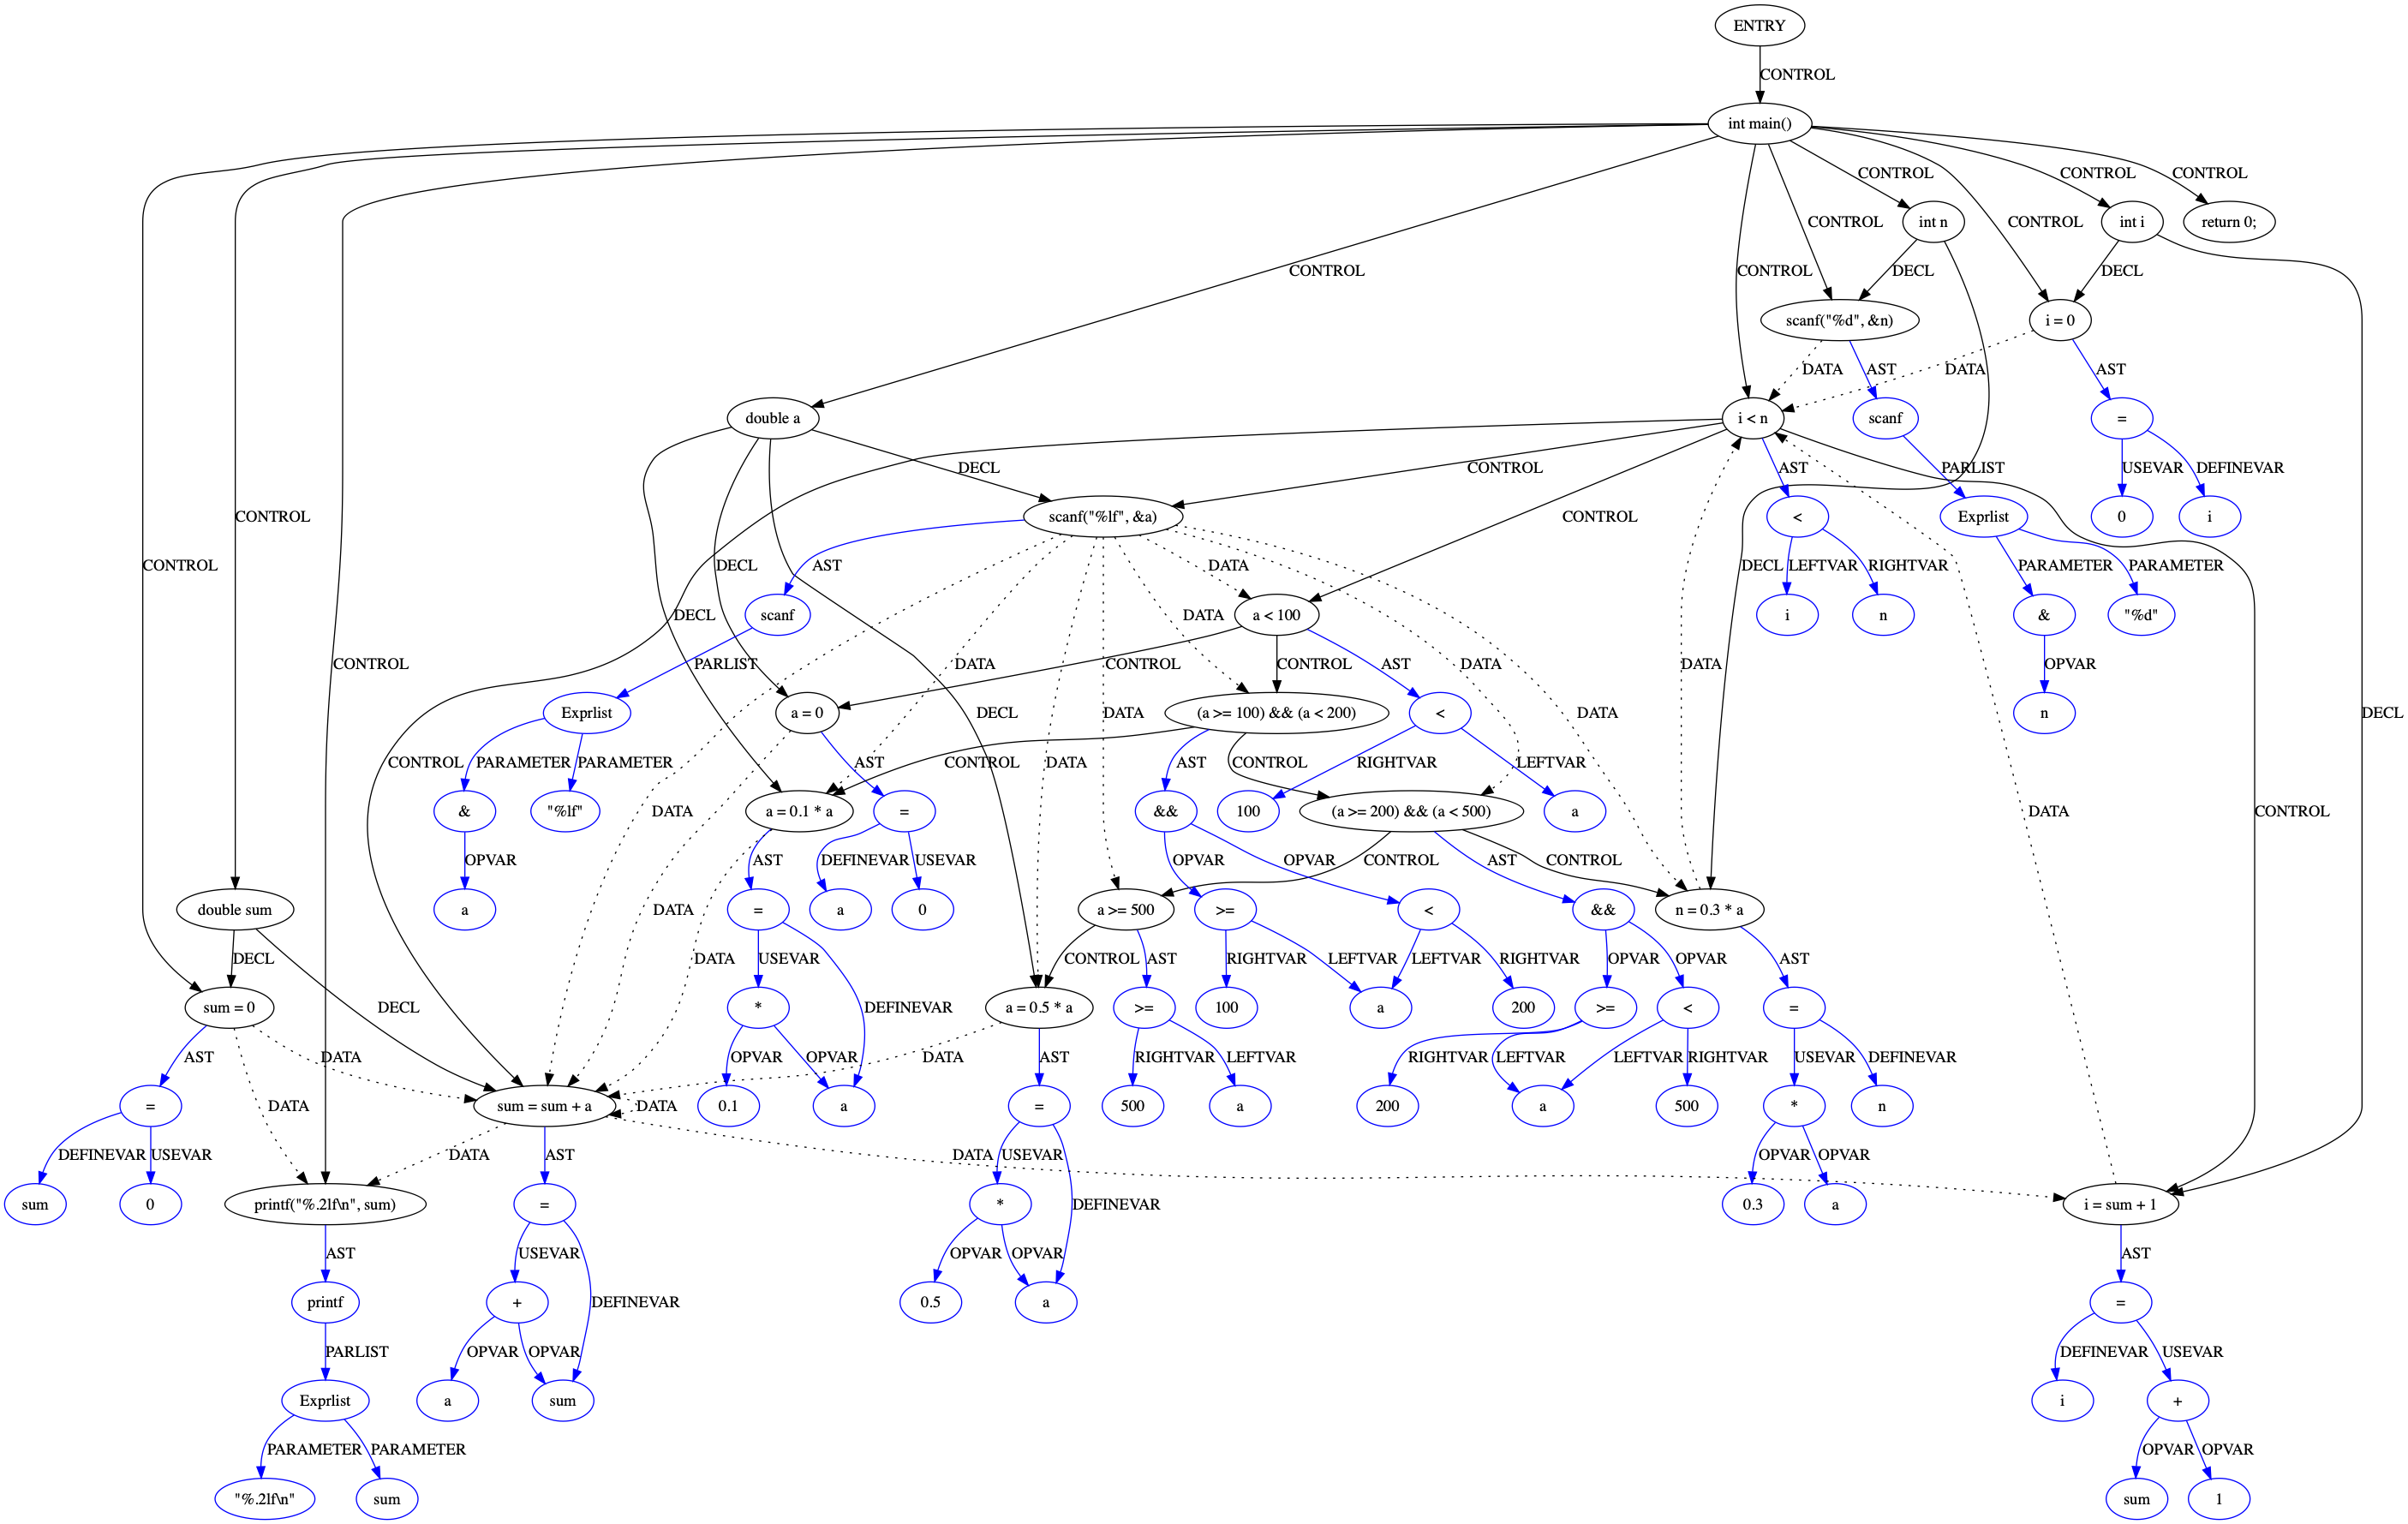 ENTRY
CONTROL
int main()
CONTROL CONTROL
CONTROL
CONTROL CONTROL
int n int i return 0;
CONTROL CONTROL DECL DECL
scanf("%d", &n) i = 0
DATA AST DATA AST
double a i < n scanf =
DECL CONTROL AST PARLIST USEVAR DEFINEVAR
CONTROL scanf("%lf", &a) CONTROL < Exprlist 0 i
CONTROL DECL AST DATA DECL LEFTVAR RIGHTVAR PARAMETER PARAMETER
DECL scanf DATA a < 100 i n & "%d"
CONTROL PARLIST DATA CONTROL CONTROL AST DATA DATA OPVAR
Exprlist a = 0 DATA DECL (a >= 100) && (a < 200) < DATA n DECL
CONTROL PARAMETER PARAMETER AST CONTROL DATA AST CONTROL RIGHTVAR LEFTVAR
& "%lf" DATA a = 0.1 * a = && 100 (a >= 200) && (a < 500) a DATA CONTROL
OPVAR AST DEFINEVAR USEVAR OPVAR OPVAR CONTROL AST CONTROL
double sum a DATA = a 0 a >= 500 >= < && n = 0.3 * a
DECL DATA USEVAR CONTROL AST RIGHTVAR LEFTVAR LEFTVAR RIGHTVAR OPVAR OPVAR AST
sum = 0 DECL * DEFINEVAR a = 0.5 * a >= 100 a 200 >= < =
AST DATA OPVAR OPVAR DATA AST RIGHTVAR LEFTVAR RIGHTVAR LEFTVAR LEFTVAR RIGHTVAR USEVAR DEFINEVAR
= DATA sum = sum + a DATA 0.1 a = 500 a 200 a 500 * n
DEFINEVAR USEVAR DATA AST DATA USEVAR OPVAR OPVAR
sum 0 printf("%.2lf\n", sum) = * DEFINEVAR 0.3 a i = sum + 1
AST USEVAR OPVAR OPVAR AST
printf + DEFINEVAR 0.5 a =
PARLIST OPVAR OPVAR DEFINEVAR USEVAR
Exprlist a sum i +
PARAMETER PARAMETER OPVAR OPVAR
"%.2lf\n" sum sum 1